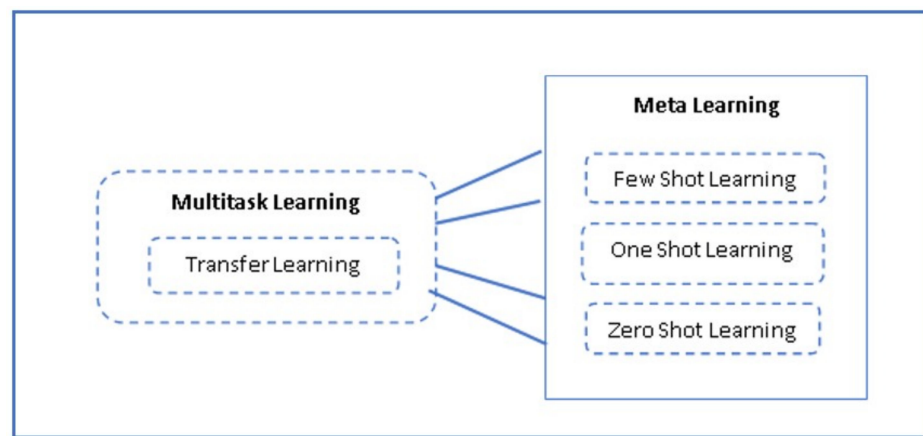 Multitask Learning
Transfer Learning
Meta Learning
Few Shot Learning
One Shot Learning
Zero Shot Learning